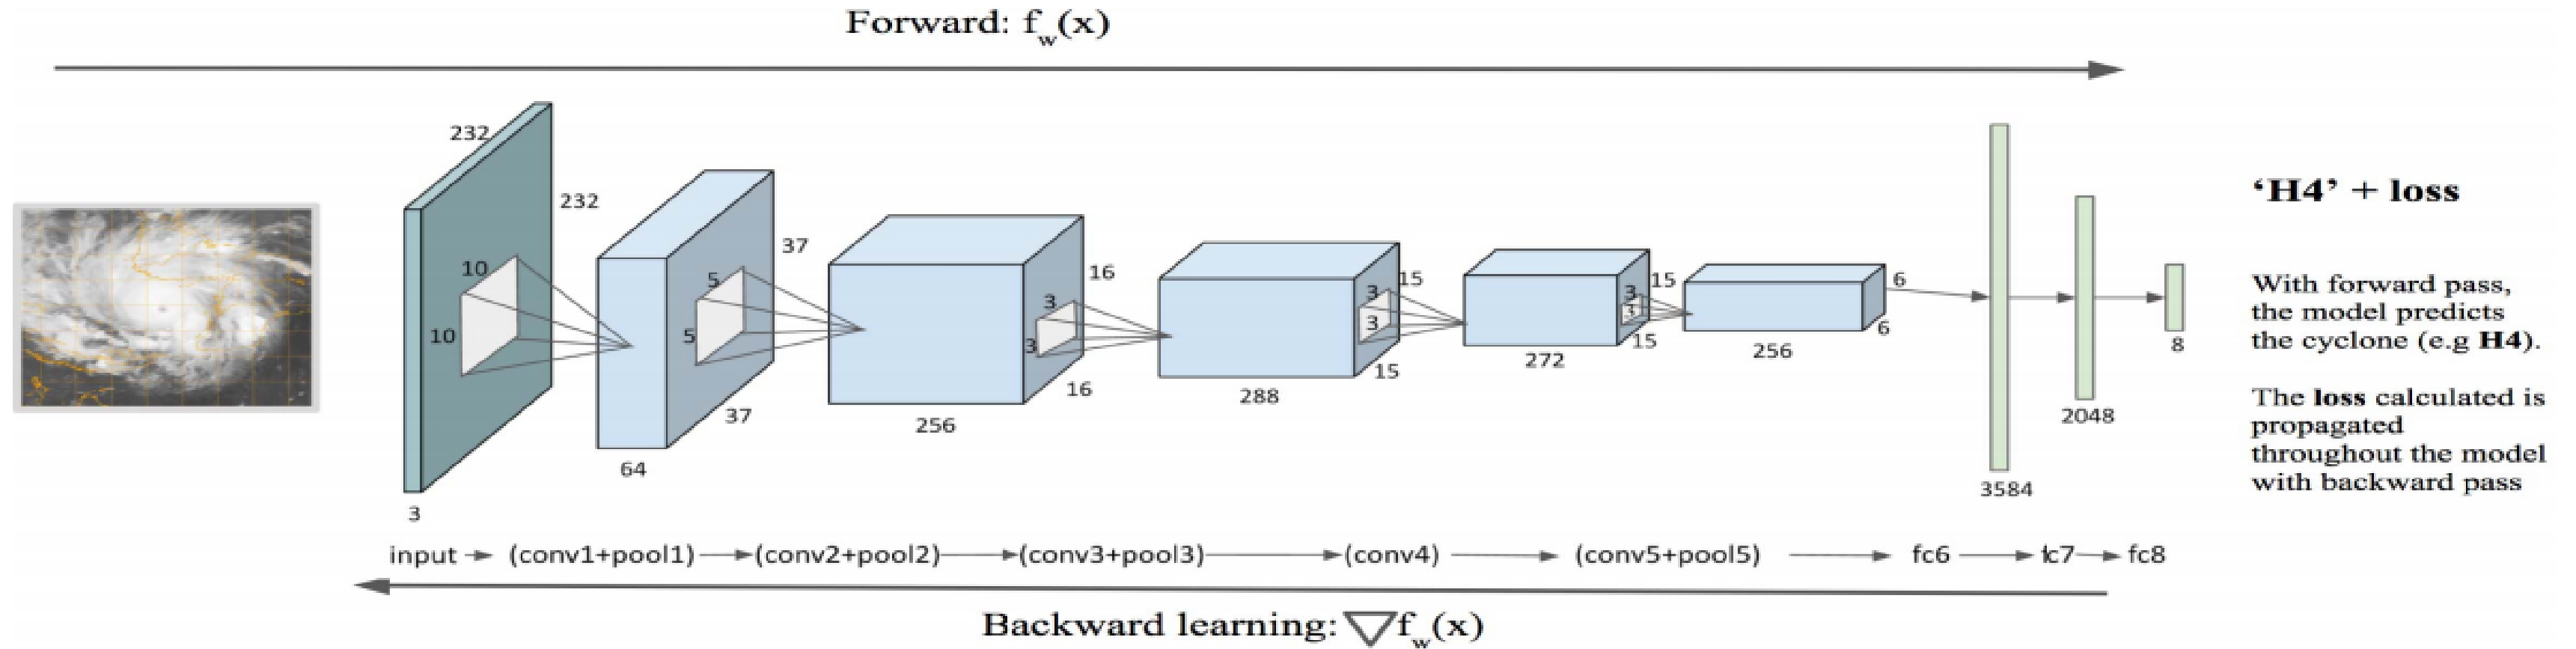 Forward: fw(x)
232
232
10
10
3
37
5
5
37
64
16
3
3
16
256
15
3
3
15
288
15
3
3
15
272
6
6
256
3584
2048
8
‘H4’ + loss
With forward pass,
the model predicts
the cyclone (e.g H4).
The loss calculated is
propagated
throughout the model
with backward pass
input (conv1+pool1) (conv2+pool2) (conv3+pool3) (conv4) (conv5+pool5) fc6 fc7 fc8
Backward learning: ▽fw(x)